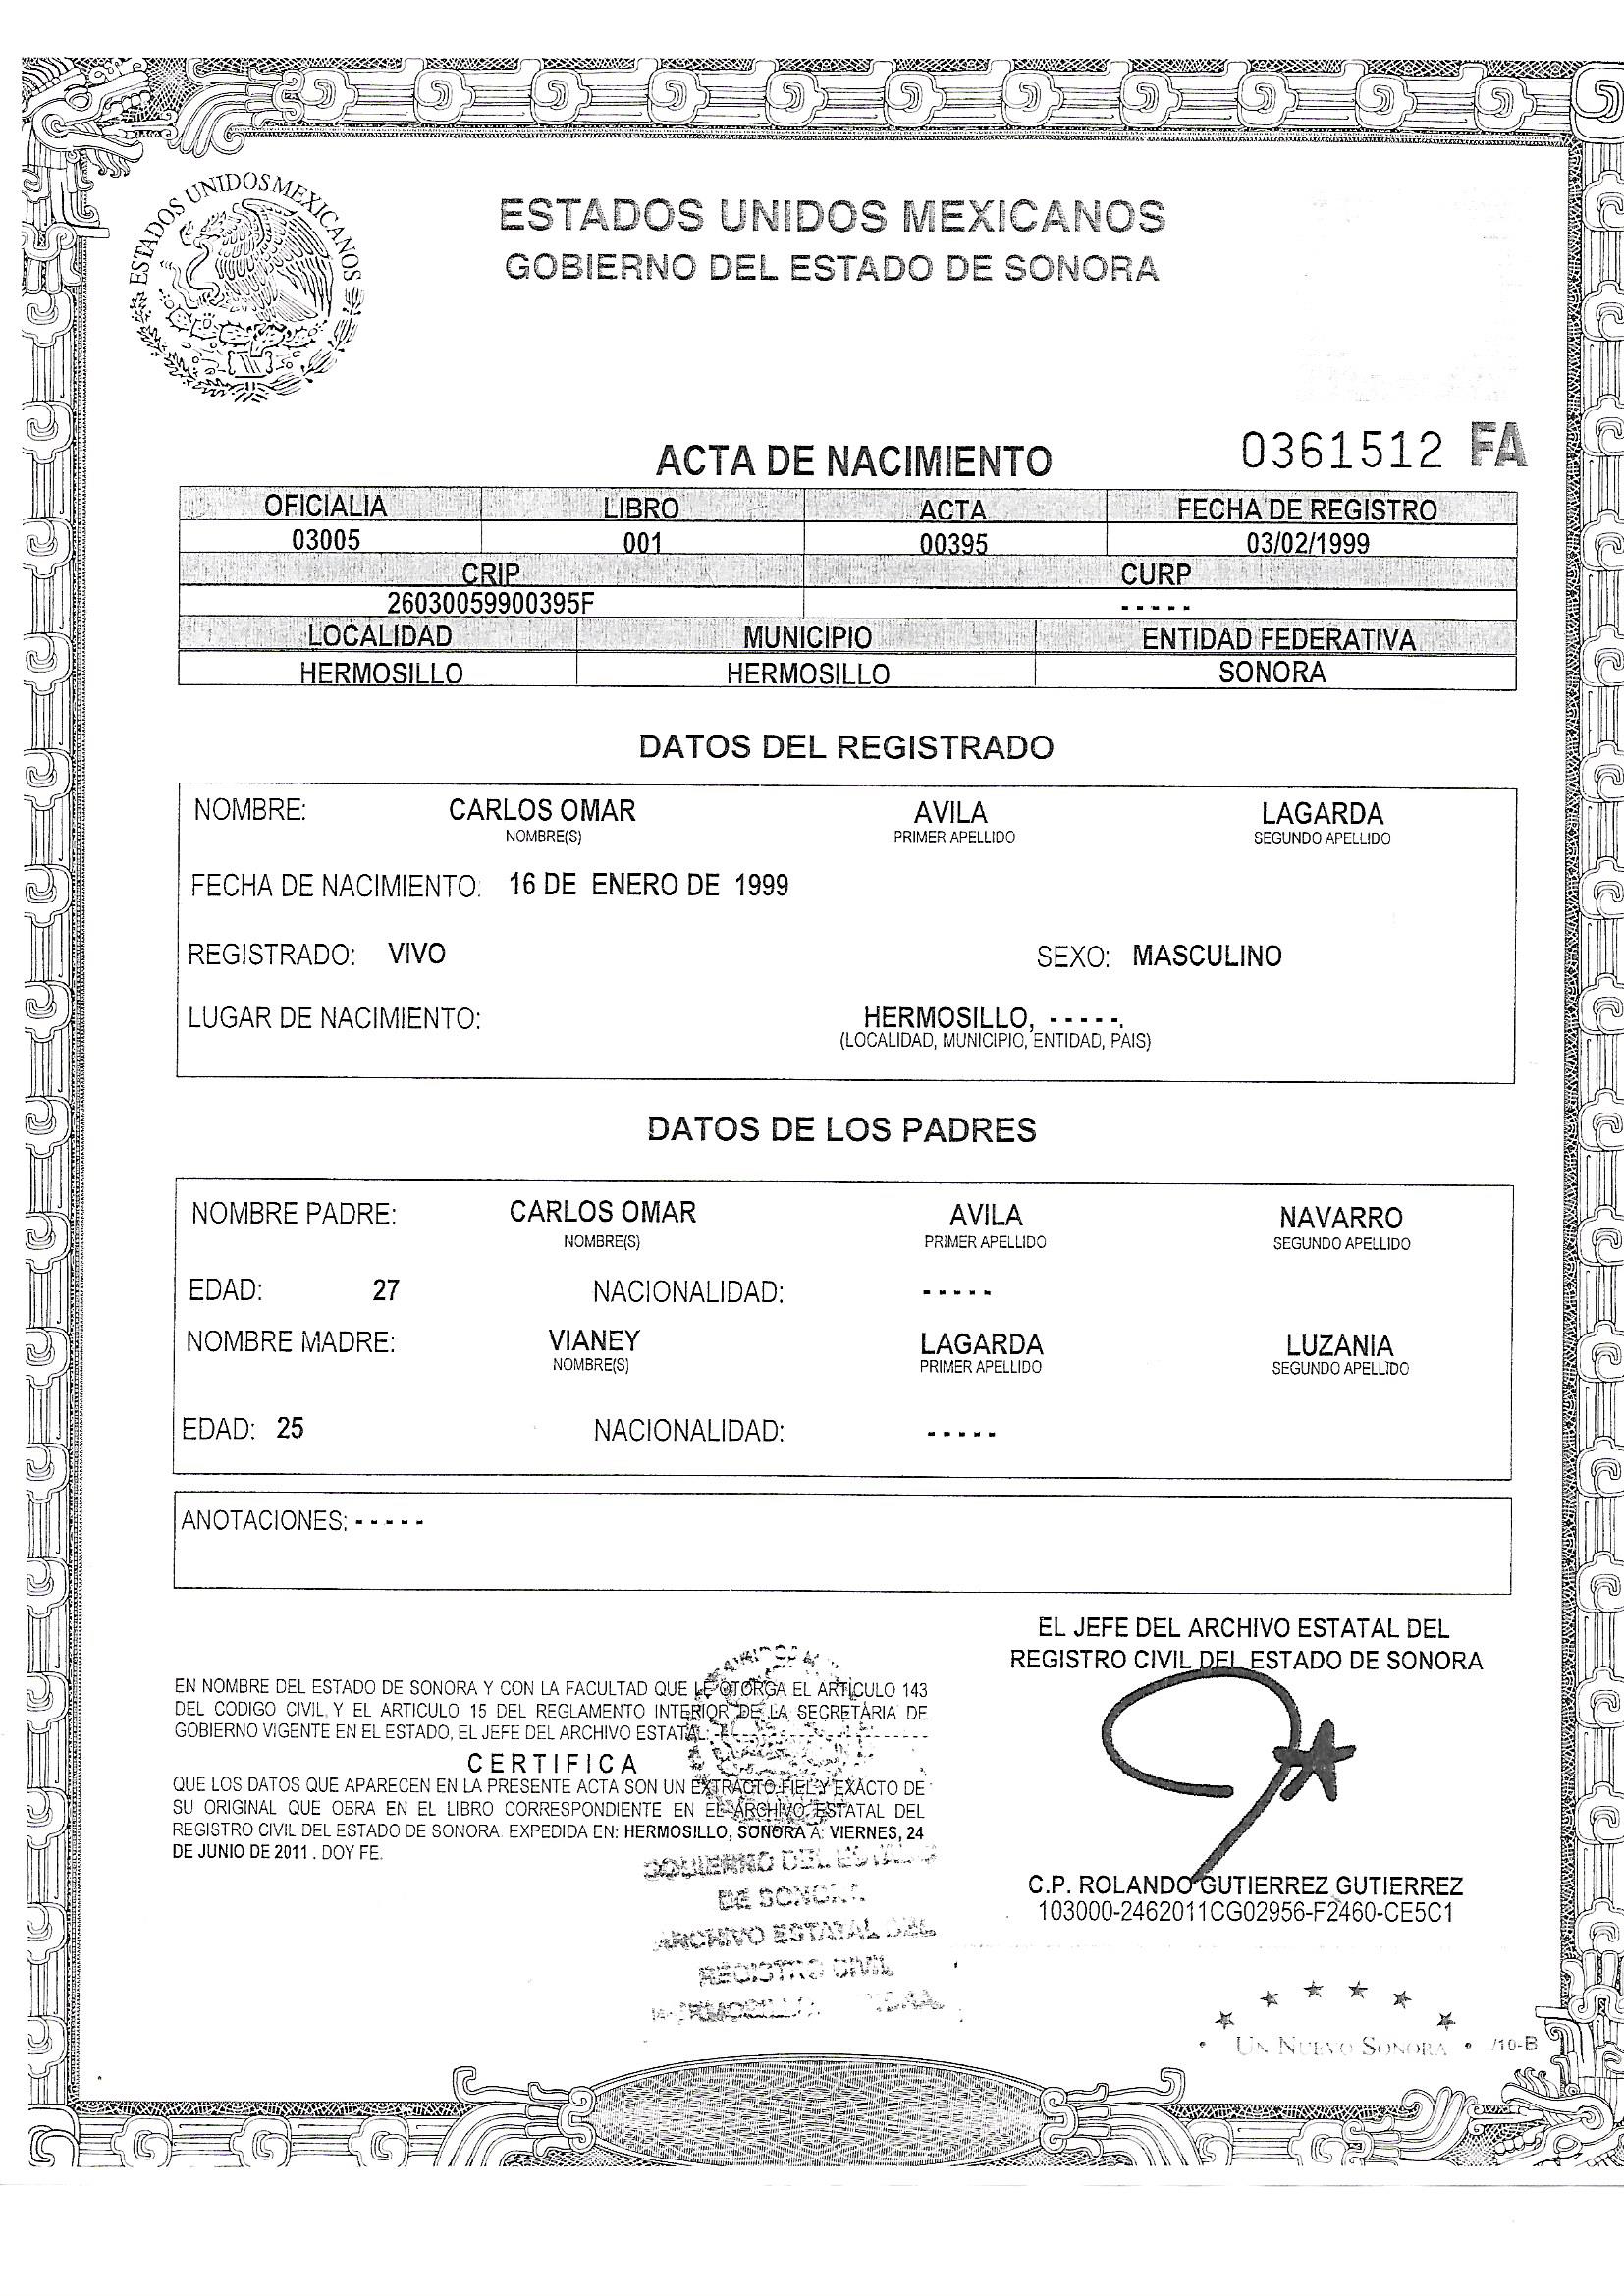 ESTADOS UNIDOS MEXICANOS
ESTADOS UNIDOS MEXICANOS
GOBIERNO DEL ESTADO DE SONORA
ACTA DE NACIMIENTO
0361512 FA
OFICIALIA LIBRO ACTA FECHA DE REGISTRO
03005 001 00395 03/02/1999
CRIP CURP
26030059900395F -----
LOCALIDAD MUNICIPIO ENTIDAD FEDERATIVA
HERMOSILLO HERMOSILLO SONORA
DATOS DEL REGISTRADO
NOMBRE: CARLOS OMAR AVILA LAGARDA
NOMBRE(S) PRIMER APELLIDO SEGUNDO APELLIDO
FECHA DE NACIMIENTO: 16 DE ENERO DE 1999
REGISTRADO: VIVO SEXO: MASCULINO
LUGAR DE NACIMIENTO: HERMOSILLO, -----.
(LOCALIDAD, MUNICIPIO, ENTIDAD, PAIS)
DATOS DE LOS PADRES
NOMBRE PADRE: CARLOS OMAR AVILA NAVARRO
NOMBRE(S) PRIMER APELLIDO SEGUNDO APELLIDO
EDAD: 27 NACIONALIDAD: -----
NOMBRE MADRE: VIANEY LAGARDA LUZANIA
NOMBRE(S) PRIMER APELLIDO SEGUNDO APELLIDO
EDAD: 25 NACIONALIDAD: -----
ANOTACIONES: -----
EL JEFE DEL ARCHIVO ESTATAL DEL
REGISTRO CIVIL DEL ESTADO DE SONORA
EN NOMBRE DEL ESTADO DE SONORA Y CON LA FACULTAD QUE LE OTORGA EL ARTICULO 143
DEL CODIGO CIVIL, Y EL ARTICULO 15 DEL REGLAMENTO INTERIOR DE LA SECRETARIA DE
GOBIERNO VIGENTE EN EL ESTADO, EL JEFE DEL ARCHIVO ESTATAL:
CERTIFICA
QUE LOS DATOS QUE APARECEN EN LA PRESENTE ACTA SON UN EXTRACTO FIEL Y EXACTO DE
SU ORIGINAL QUE OBRA EN EL LIBRO CORRESPONDIENTE EN EL ARCHIVO ESTATAL DEL
REGISTRO CIVIL DEL ESTADO DE SONORA. EXPEDIDA EN: HERMOSILLO, SONORA A: VIERNES, 24
DE JUNIO DE 2011. DOY FE.
GOBIERNO DEL ESTADO
DE SONORA
ARCHIVO ESTATAL DEL
REGISTRO CIVIL
C.P. ROLANDO GUTIERREZ GUTIERREZ
103000-2462011CG02956-F2460-CE5C1
UN NUEVO SONORA • /10-B